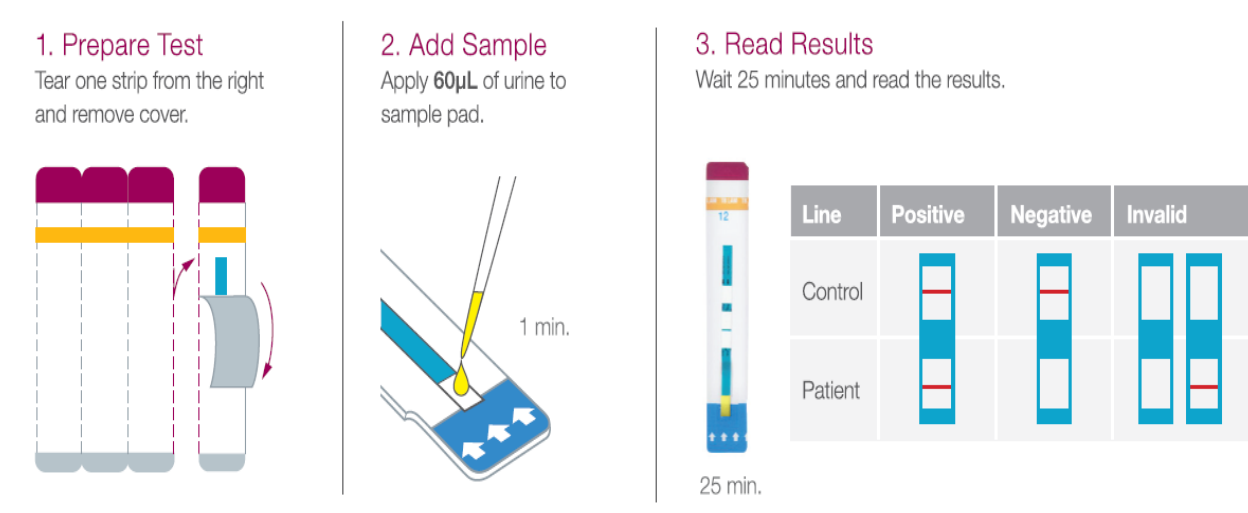 1. Prepare Test
Tear one strip from the right
and remove cover.
2. Add Sample
Apply 60µL of urine to
sample pad.
1 min.
3. Read Results
Wait 25 minutes and read the results.
12
25 min.
Line Positive Negative Invalid
Control
Patient